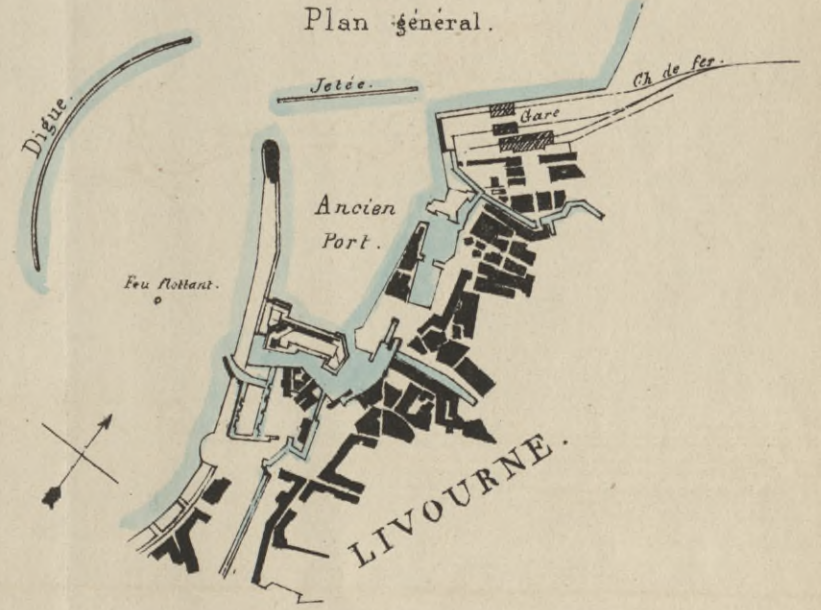 Plan général.
Digue.
Jetée.
Ch de fer.
Gare
Ancien
Port.
Feu flottant.
LIVOURNE.